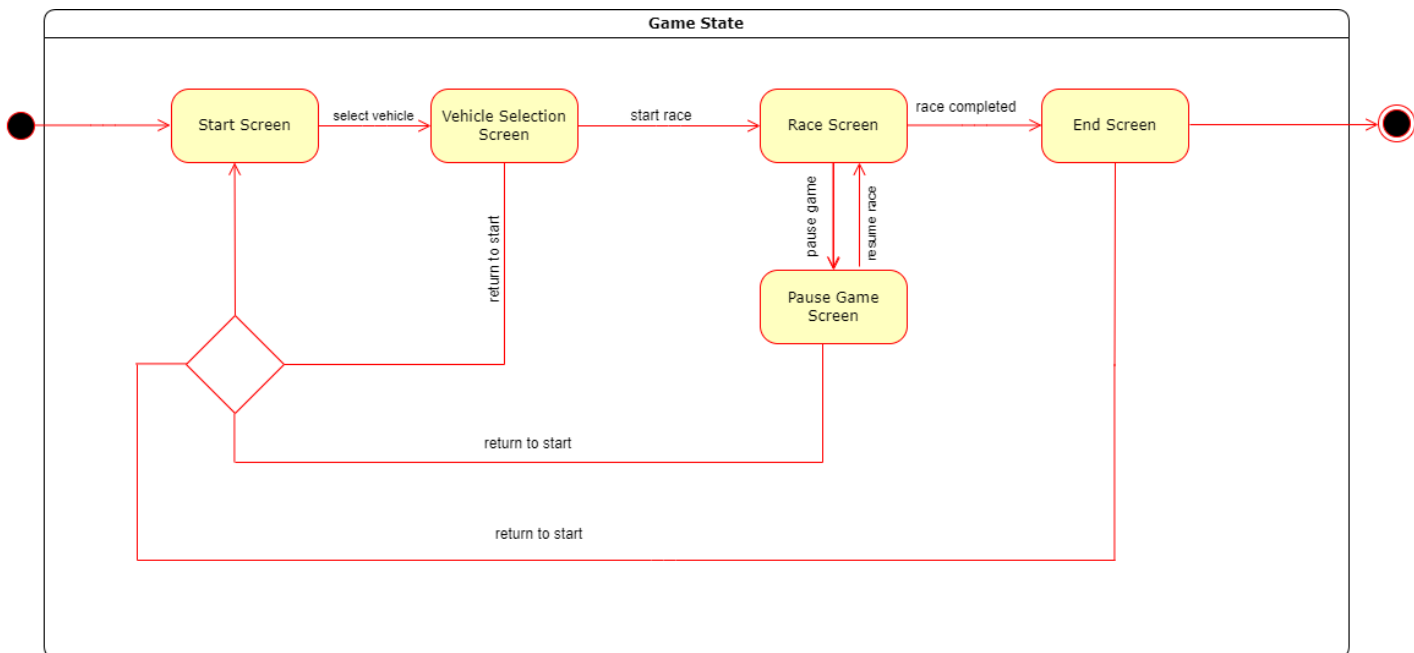 Game State
Start Screen
select vehicle
Vehicle Selection
Screen
start race
Race Screen
race completed
End Screen
pause game
resume race
return to start
Pause Game
Screen
return to start
return to start